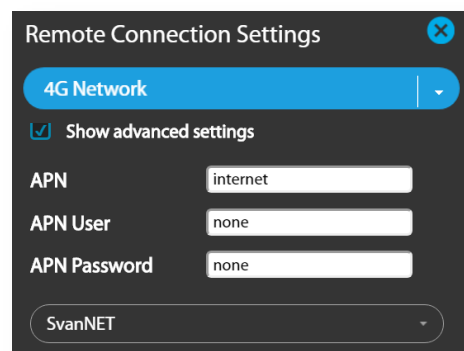 Remote Connection Settings
4G Network
Show advanced settings
APN internet
APN User none
APN Password none
SvanNET